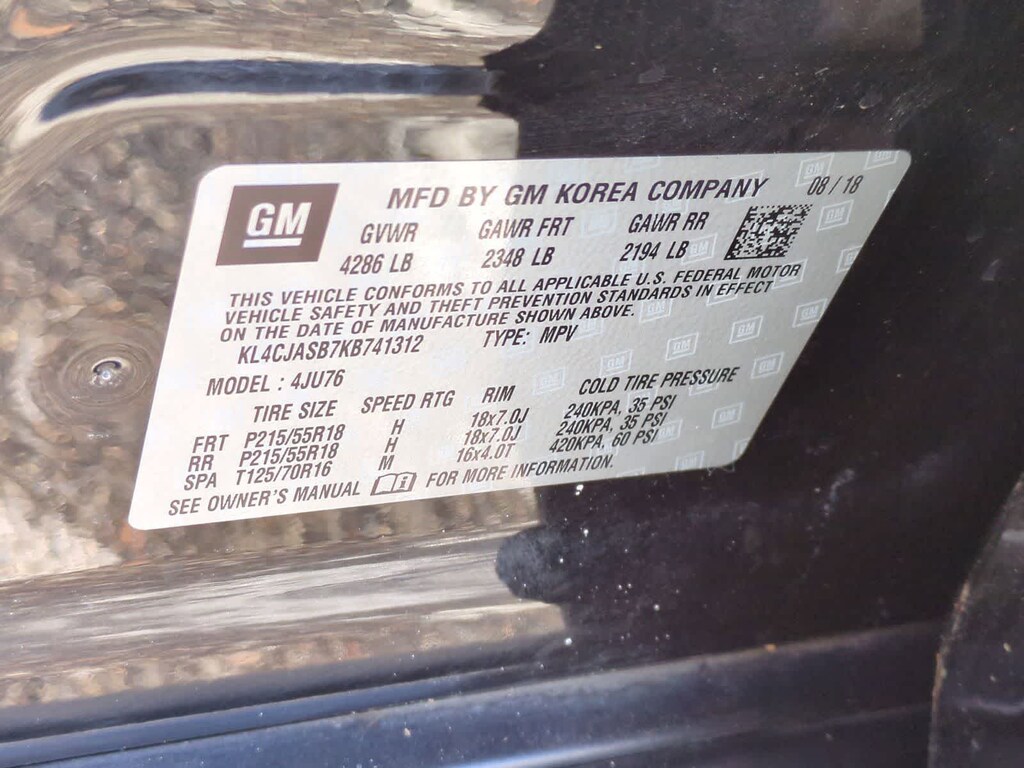 GM
MFD BY GM KOREA COMPANY 08 / 18
GVWR GAWR FRT GAWR RR
4286 LB 2348 LB 2194 LB
THIS VEHICLE CONFORMS TO ALL APPLICABLE U.S. FEDERAL MOTOR
VEHICLE SAFETY AND THEFT PREVENTION STANDARDS IN EFFECT
ON THE DATE OF MANUFACTURE SHOWN ABOVE.
KL4CJASB7KB741312 TYPE: MPV
MODEL : 4JU76
TIRE SIZE SPEED RTG RIM COLD TIRE PRESSURE
FRT P215/55R18 H 18x7.0J 240KPA, 35 PSI
RR P215/55R18 H 18x7.0J 240KPA, 35 PSI
SPA T125/70R16 M 16x4.0T 420KPA, 60 PSI
SEE OWNER'S MANUAL FOR MORE INFORMATION.